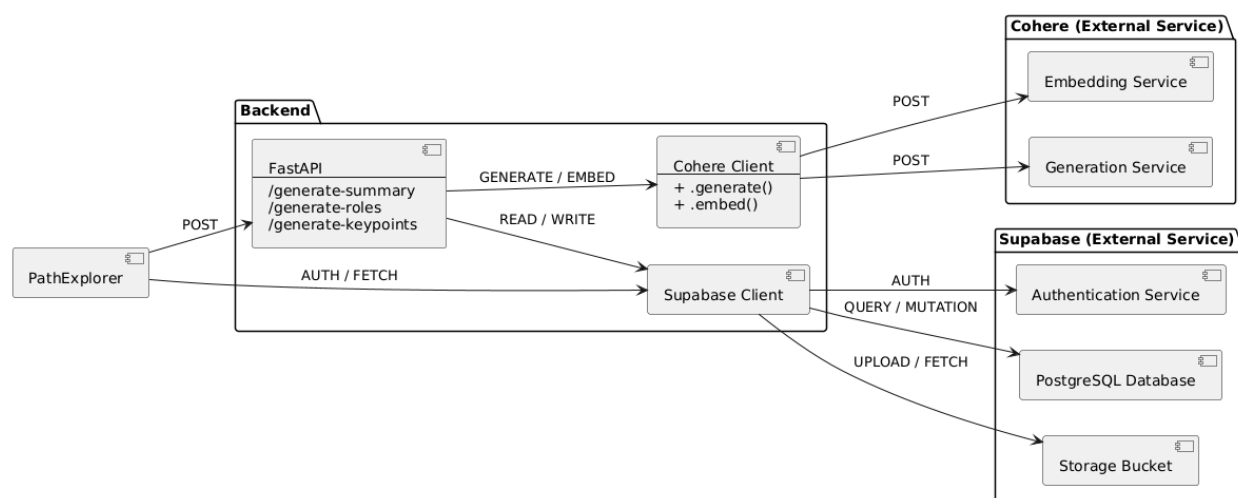 Cohere (External Service)
Embedding Service
POST
Generation Service
POST
Backend
FastAPI
/generate-summary
/generate-roles
/generate-keypoints
GENERATE / EMBED
Cohere Client
+ .generate()
+ .embed()
READ / WRITE
POST
PathExplorer
AUTH / FETCH
Supabase Client
Supabase (External Service)
AUTH
Authentication Service
QUERY / MUTATION
PostgreSQL Database
UPLOAD / FETCH
Storage Bucket